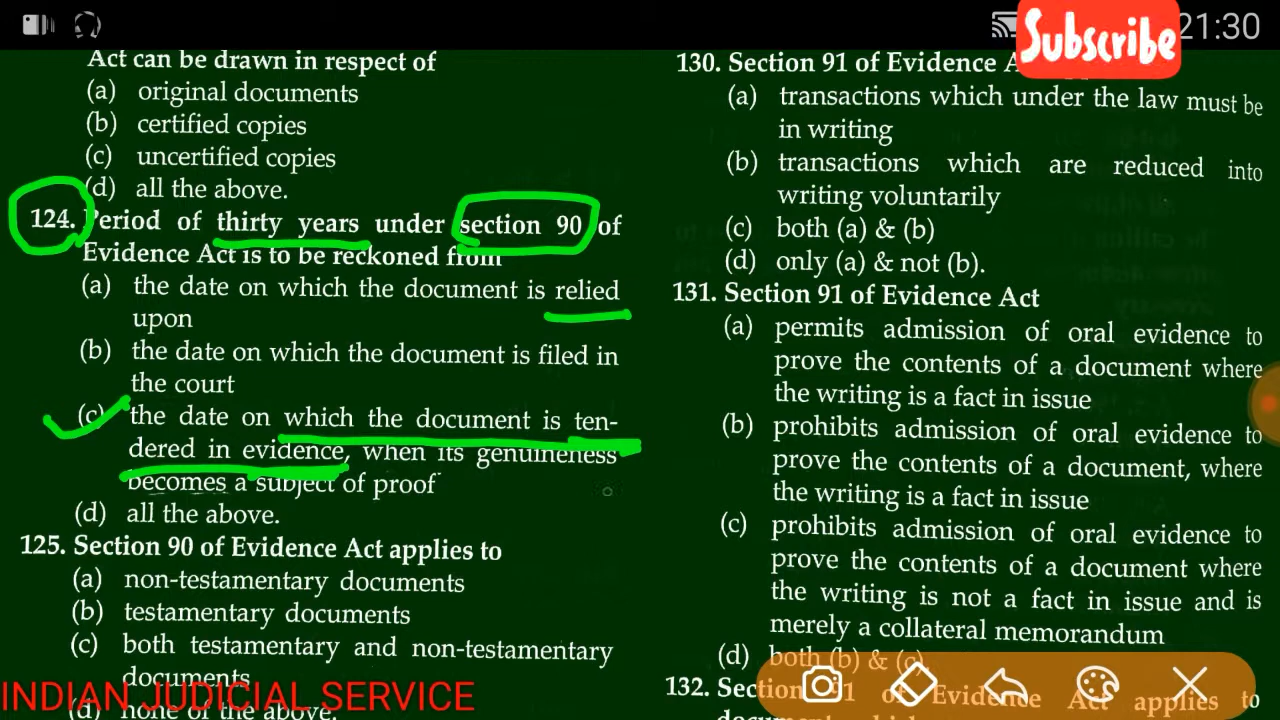 21:30
Subscribe
Act can be drawn in respect of
(a) original documents
(b) certified copies
(c) uncertified copies
(d) all the above.
124. Period of thirty years under section 90 of
Evidence Act is to be reckoned from
(a) the date on which the document is relied
upon
(b) the date on which the document is filed in
the court
(c) the date on which the document is ten-
dered in evidence, when its genuineness
becomes a subject of proof
(d) all the above.
125. Section 90 of Evidence Act applies to
(a) non-testamentary documents
(b) testamentary documents
(c) both testamentary and non-testamentary
documents
(d) none of the above.
INDIAN JUDICIAL SERVICE
130. Section 91 of Evidence
(a) transactions which under the law must be
in writing
(b) transactions which are reduced into
writing voluntarily
(c) both (a) & (b)
(d) only (a) & not (b).
131. Section 91 of Evidence Act
(a) permits admission of oral evidence to
prove the contents of a document where
the writing is a fact in issue
(b) prohibits admission of oral evidence to
prove the contents of a document, where
the writing is a fact in issue
(c) prohibits admission of oral evidence to
prove the contents of a document where
the writing is not a fact in issue and is
merely a collateral memorandum
(d) both (b) & (c).
132. Section 91 of Evidence Act applies to